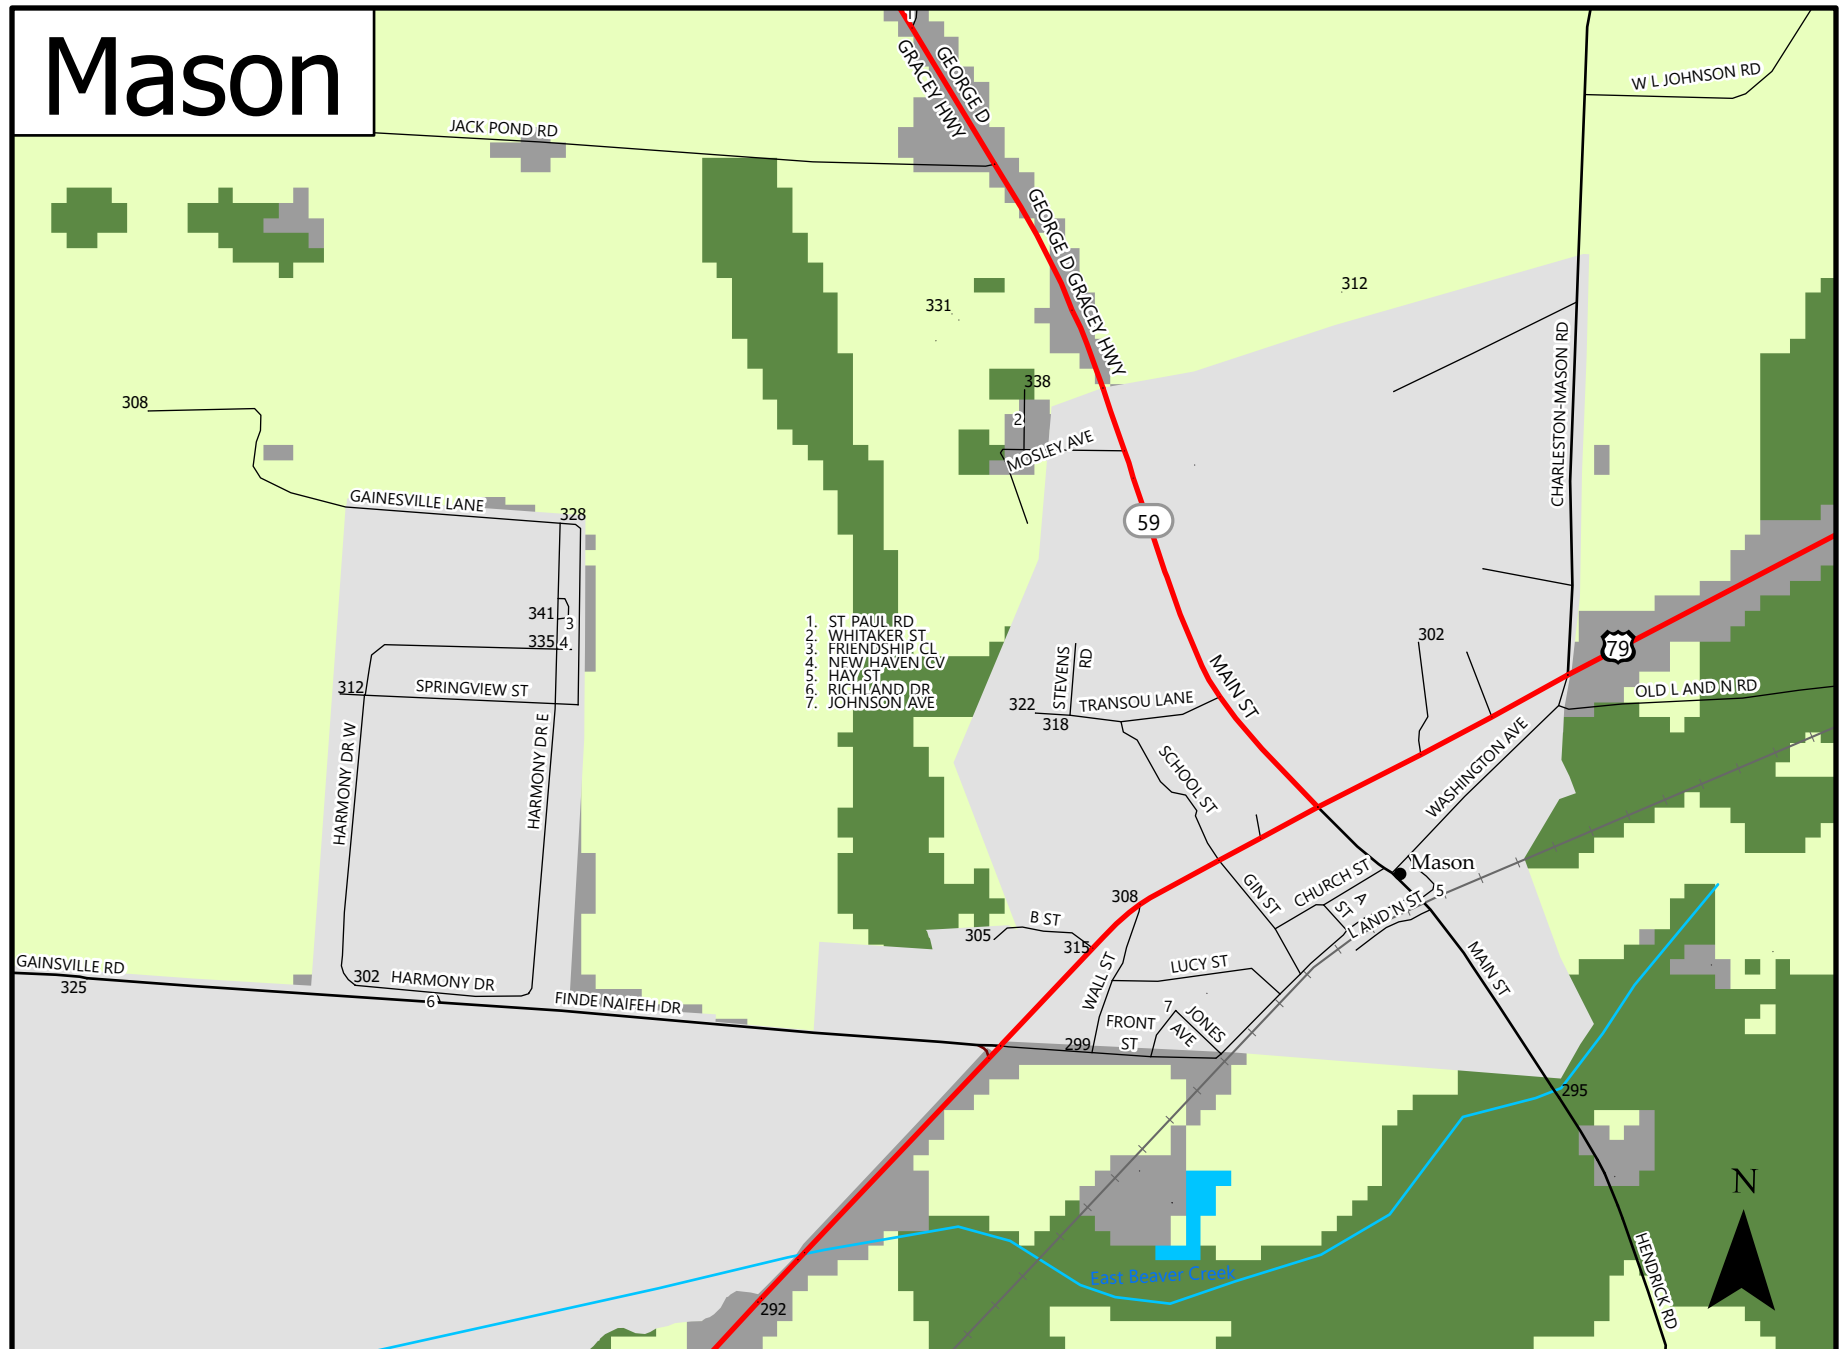 Mason
GEORGE D
GRACEY HWY
1
W L JOHNSON RD
JACK POND RD
GEORGE D GRACEY HWY
312
331
CHARLESTON-MASON RD
338
308
2
MOSLEY AVE
GAINESVILLE LANE
328
59
341
3
335
4
1. ST PAUL RD
2. WHITAKER ST
3. FRIENDSHIP CL
4. NEW HAVEN CV
5. HAY ST
6. RICHLAND DR
7. JOHNSON AVE
302
79
STEVENS
RD
MAIN ST
312
SPRINGVIEW ST
OLD L AND N RD
322
TRANSOU LANE
318
HARMONY DR W
HARMONY DR E
SCHOOL ST
WASHINGTON AVE
Mason
CHURCH ST
5
GIN ST
A
ST
308
L AND N ST
B ST
305
315
MAIN ST
GAINSVILLE RD
325
302
HARMONY DR
6
FINDE NAIFEH DR
WALL ST
LUCY ST
7
JONES
AVE
FRONT
ST
299
295
N
East Beaver Creek
HENDRICK RD
292